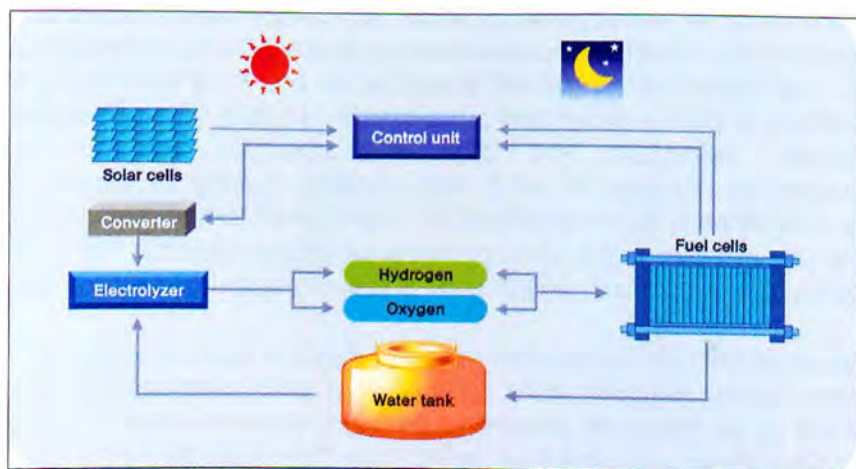 Control unit
Solar cells
Converter
Fuel cells
Hydrogen
Electrolyzer
Oxygen
Water tank